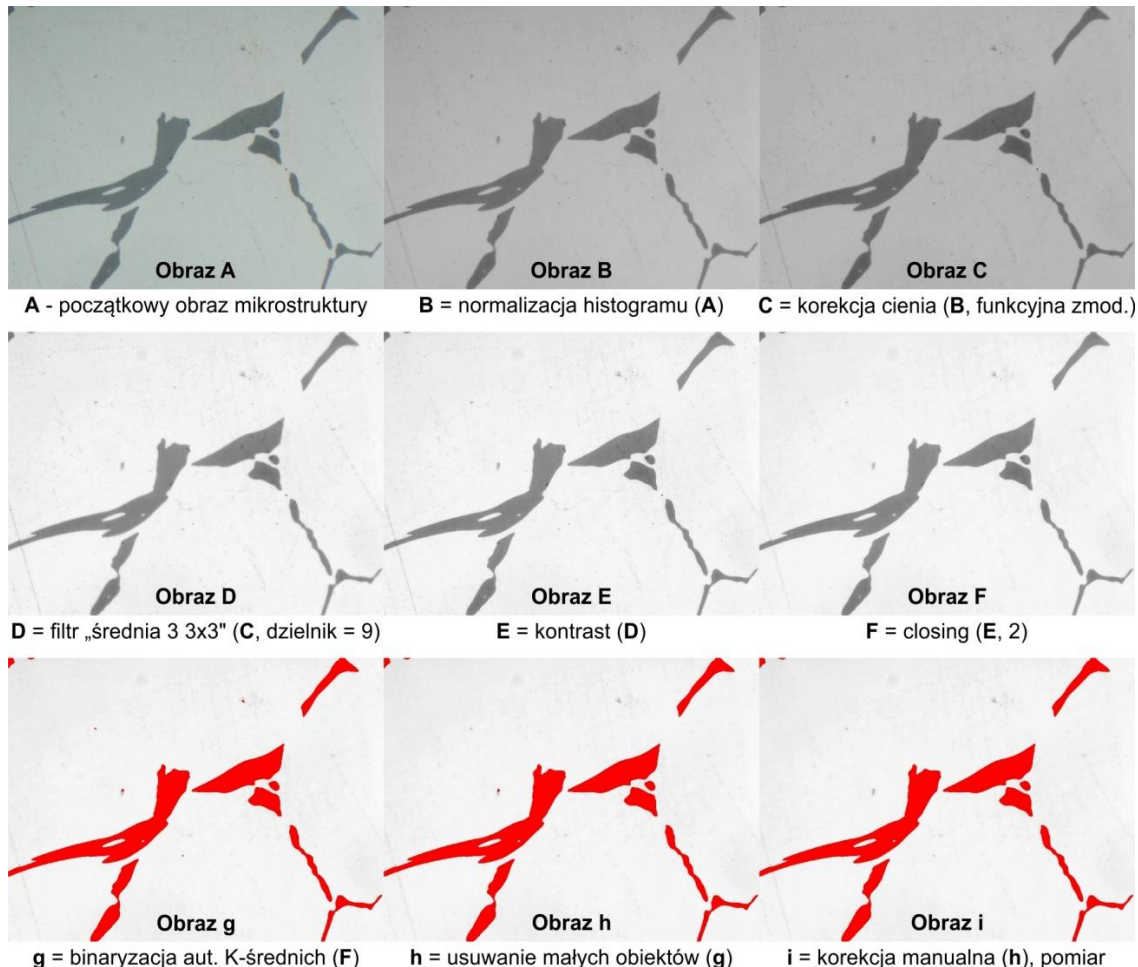 Obraz A
Obraz B
Obraz C
A - początkowy obraz mikrostruktury
B = normalizacja histogramu (A)
C = korekcja cienia (B, funkcyjna zmod.)
Obraz D
Obraz E
Obraz F
D = filtr „średnia 3 3x3" (C, dzielnik = 9)
E = kontrast (D)
F = closing (E, 2)
Obraz g
Obraz h
Obraz i
g = binaryzacja aut. K-średnich (F)
h = usuwanie małych obiektów (g)
i = korekcja manualna (h), pomiar